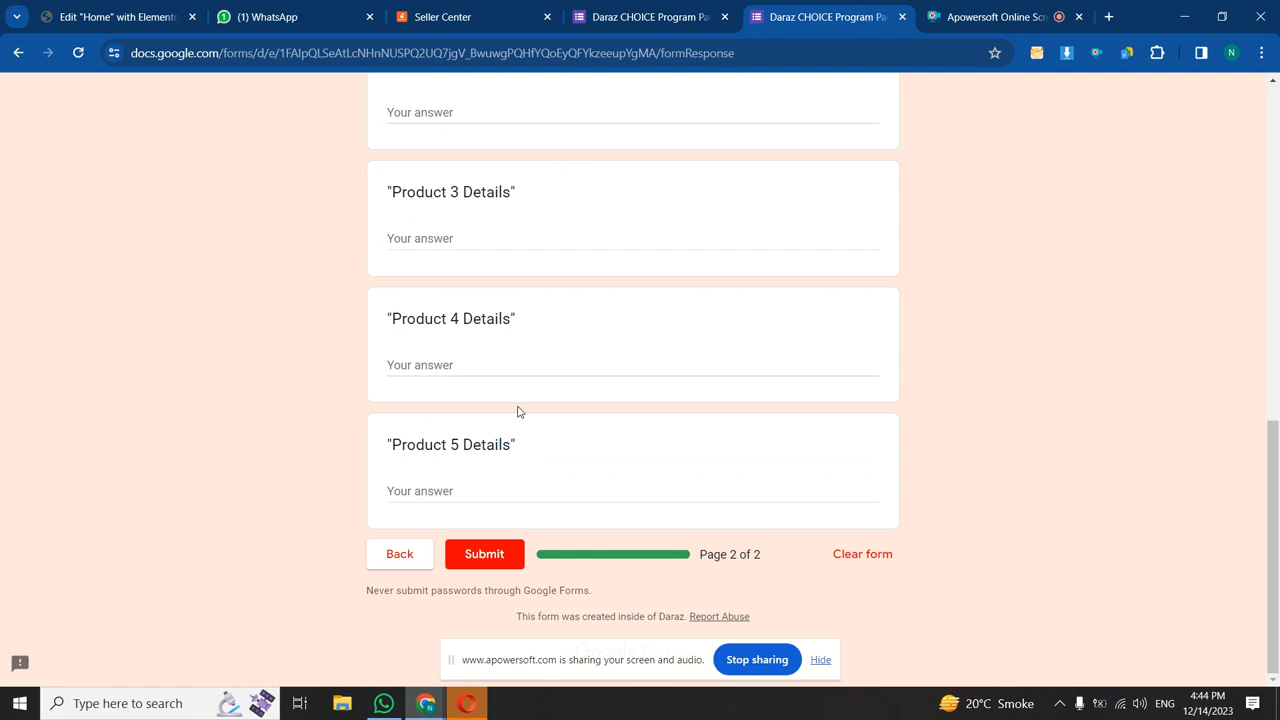 Edit "Home" with Element
(1) WhatsApp
Seller Center
Daraz CHOICE Program Pa
Daraz CHOICE Program Pa
Apowersoft Online Scr
docs.google.com/forms/d/e/1FAIpQLSeAtLcNHnNUSPQ2UQ7jgV_BwuwgPQHfYQoEyQFYkzeeupYgMA/formResponse
N
Your answer
"Product 3 Details"
Your answer
"Product 4 Details"
Your answer
"Product 5 Details"
Your answer
Back
Submit
Page 2 of 2
Clear form
Never submit passwords through Google Forms.
This form was created inside of Daraz. Report Abuse
www.apowersoft.com is sharing your screen and audio.
Stop sharing
Hide
Type here to search
20°C Smoke
4:44 PM
12/14/2023